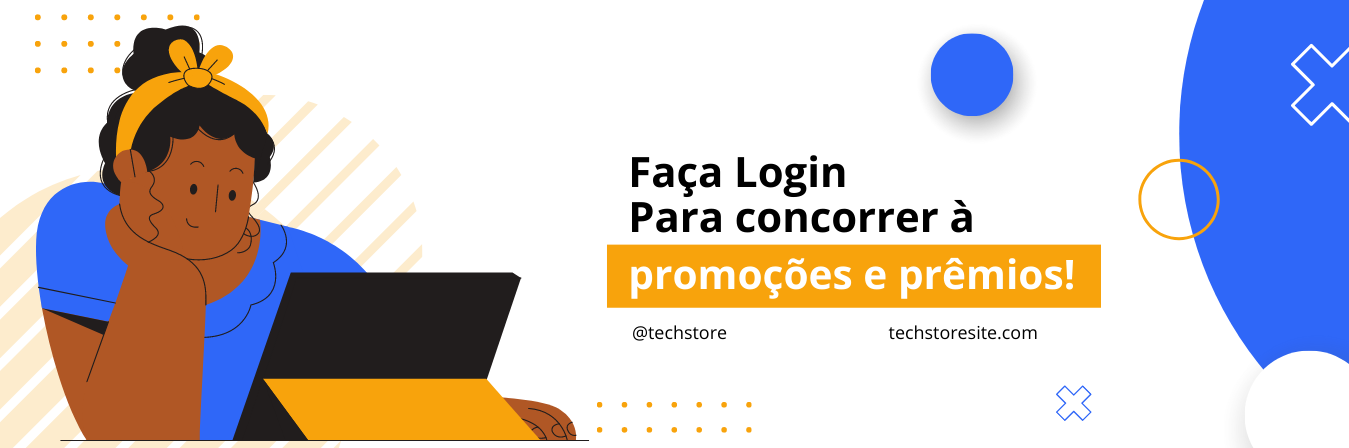 Faça Login
Para concorrer à
promoções e prêmios!
@techstore
techstoresite.com